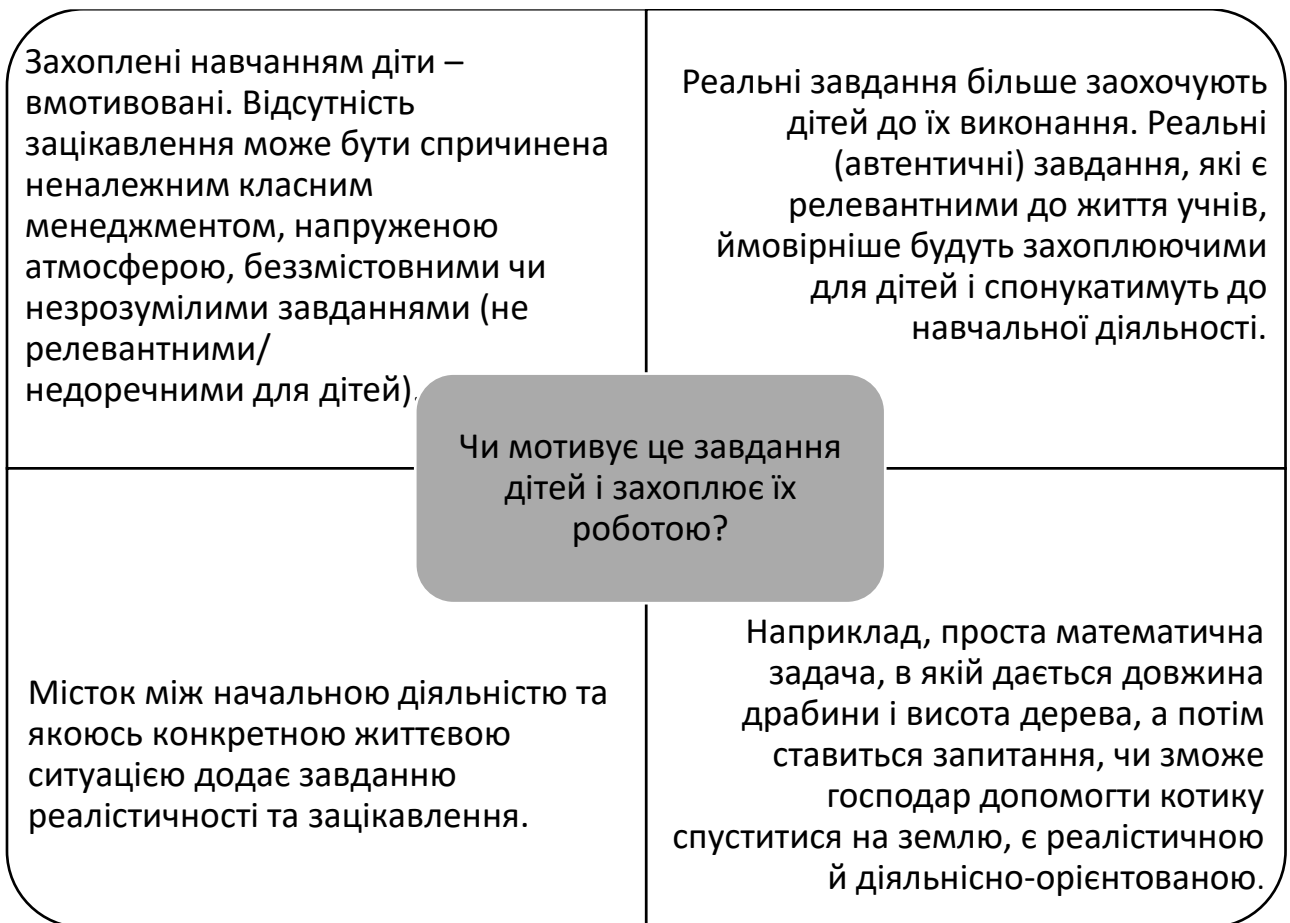 Захоплені навчанням діти –
вмотивовані. Відсутність
зацікавлення може бути спричинена
неналежним класним
менеджментом, напруженою
атмосферою, беззмістовними чи
незрозумілими завданнями (не
релевантними/
недоречними для дітей).
Реальні завдання більше заохочують
дітей до їх виконання. Реальні
(автентичні) завдання, які є
релевантними до життя учнів,
ймовірніше будуть захоплюючими
для дітей і спонукатимуть до
навчальної діяльності.
Чи мотивує це завдання
дітей і захоплює їх
роботою?
Місток між начальною діяльністю та
якоюсь конкретною життєвою
ситуацією додає завданню
реалістичності та зацікавлення.
Наприклад, проста математична
задача, в якій дається довжина
драбини і висота дерева, а потім
ставиться запитання, чи зможе
господар допомогти котику
спуститися на землю, є реалістичною
й діяльнісно-орієнтованою.